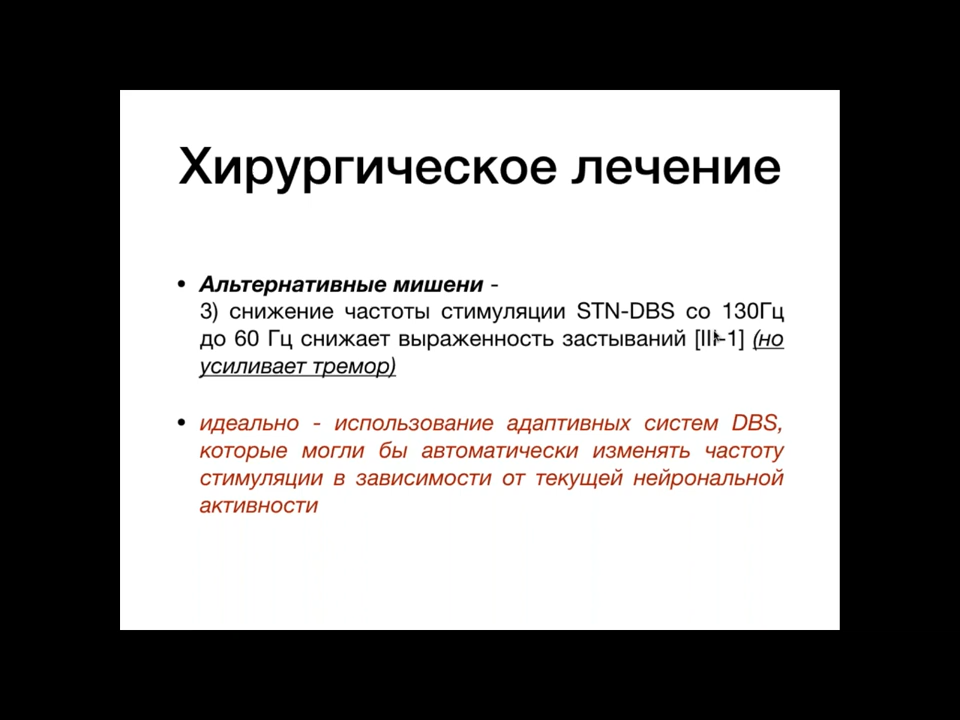 Хирургическое лечение
• Альтернативные мишени -
3) снижение частоты стимуляции STN-DBS со 130Гц
до 60 Гц снижает выраженность застываний [III-1] (но
усиливает тремор)
• идеально - использование адаптивных систем DBS,
которые могли бы автоматически изменять частоту
стимуляции в зависимости от текущей нейрональной
активности